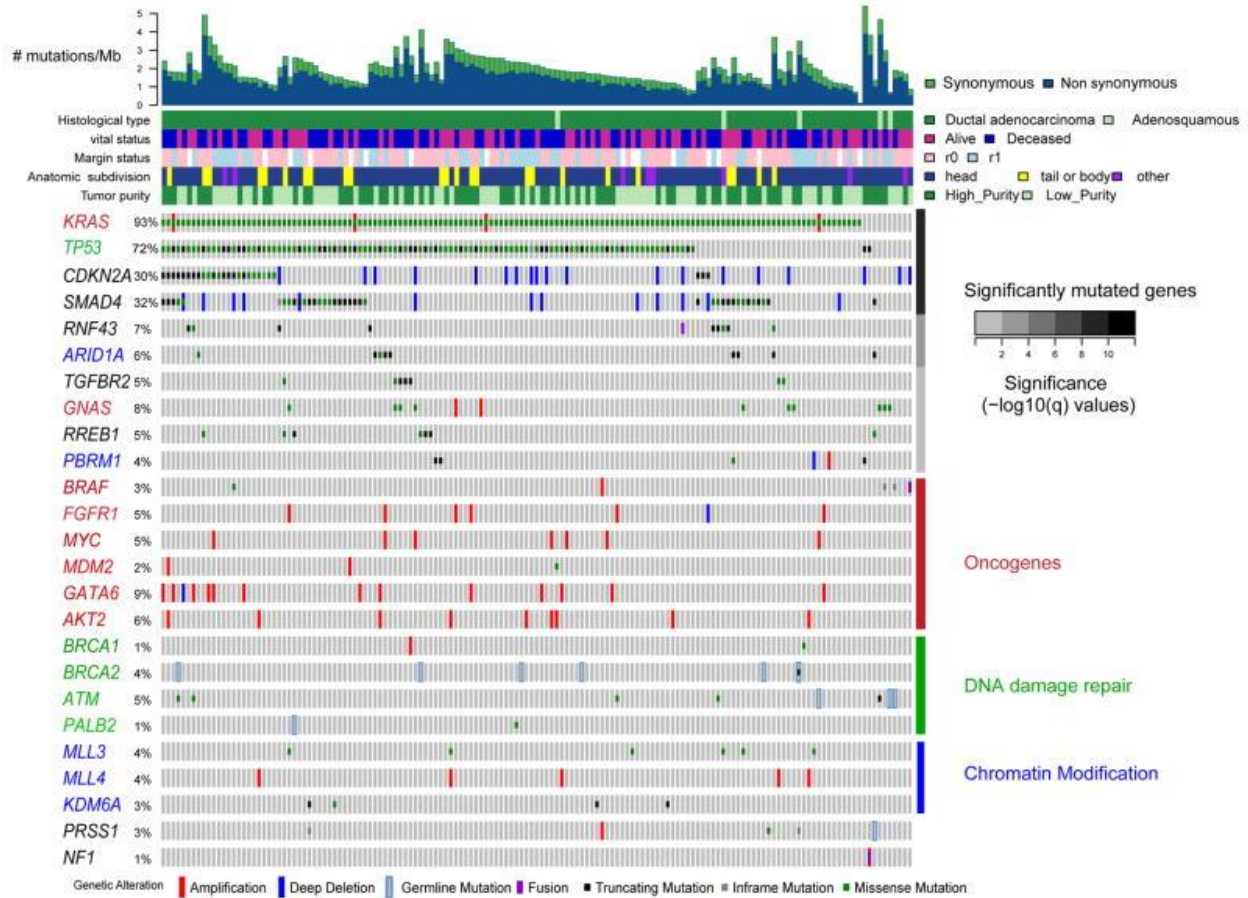 5
4
3
2
1
0
# mutations/Mb
Synonymous Non synonymous
Histological type
Ductal adenocarcinoma Adenosquamous
vital status
Alive Deceased
Margin status
r0 r1
Anatomic subdivision
head tail or body other
Tumor purity
High_Purity Low_Purity
KRAS 93%
TP53 72%
CDKN2A 30%
SMAD4 32%
RNF43 7%
ARID1A 6%
TGFBR2 5%
GNAS 8%
RREB1 5%
PBRM1 4%
Significantly mutated genes
2 4 6 8 10
Significance
(−log10(q) values)
BRAF 3%
FGFR1 5%
MYC 5%
MDM2 2%
GATA6 9%
AKT2 6%
Oncogenes
BRCA1 1%
BRCA2 4%
ATM 5%
PALB2 1%
DNA damage repair
MLL3 4%
MLL4 4%
KDM6A 3%
Chromatin Modification
PRSS1 3%
NF1 1%
Genetic Alteration Amplification Deep Deletion Germline Mutation Fusion Truncating Mutation Inframe Mutation Missense Mutation